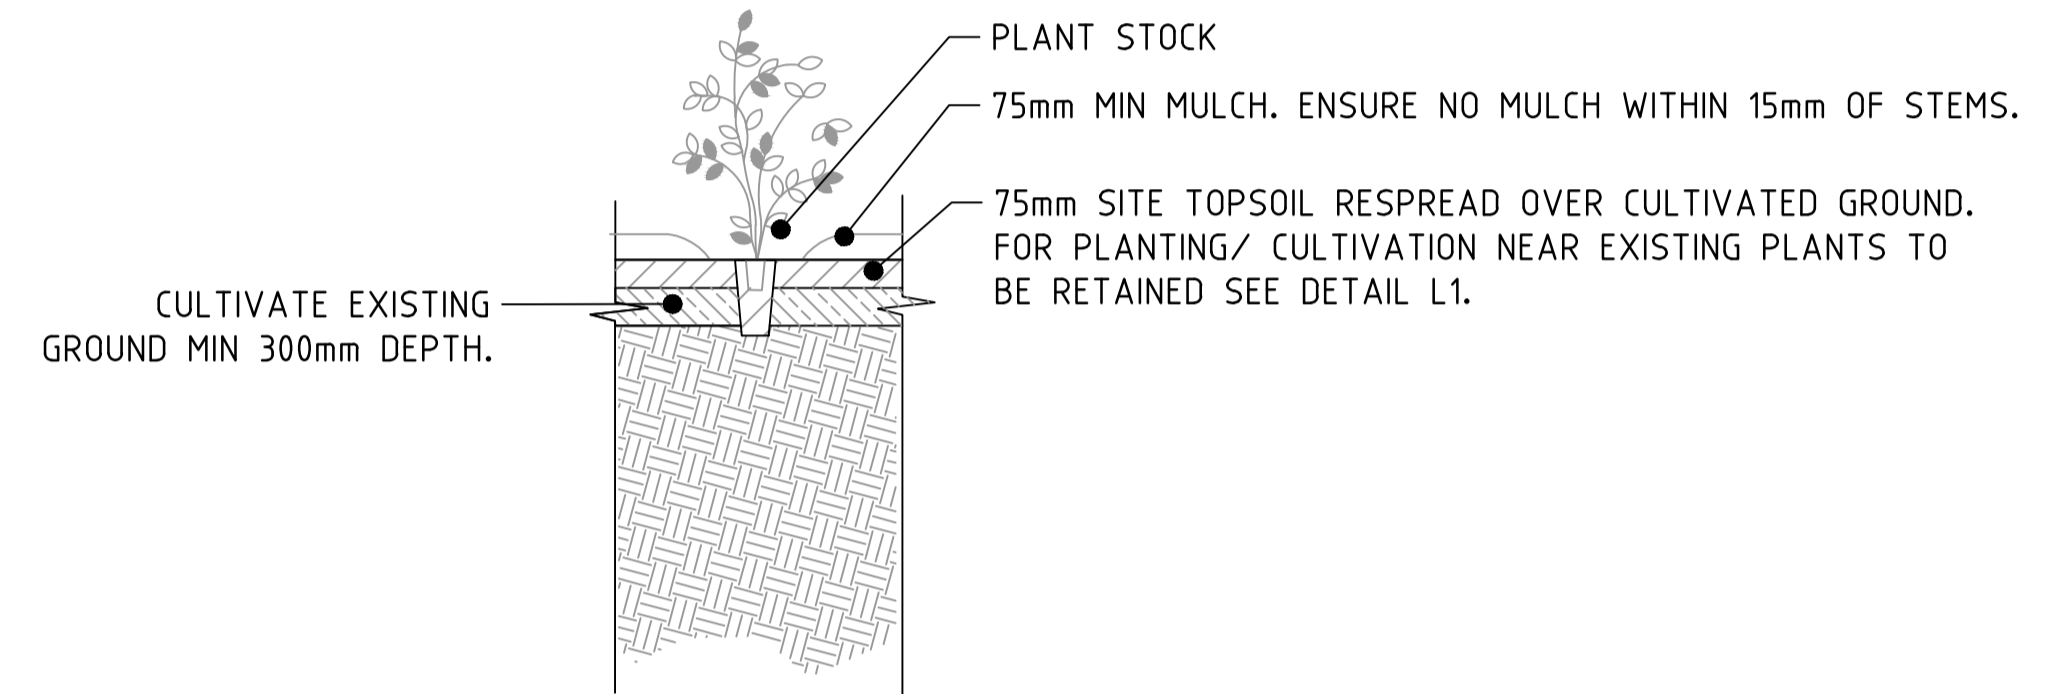 PLANT STOCK
75mm MIN MULCH. ENSURE NO MULCH WITHIN 15mm OF STEMS.
75mm SITE TOPSOIL RESPREAD OVER CULTIVATED GROUND.
FOR PLANTING/ CULTIVATION NEAR EXISTING PLANTS TO
BE RETAINED SEE DETAIL L1.
CULTIVATE EXISTING
GROUND MIN 300mm DEPTH.